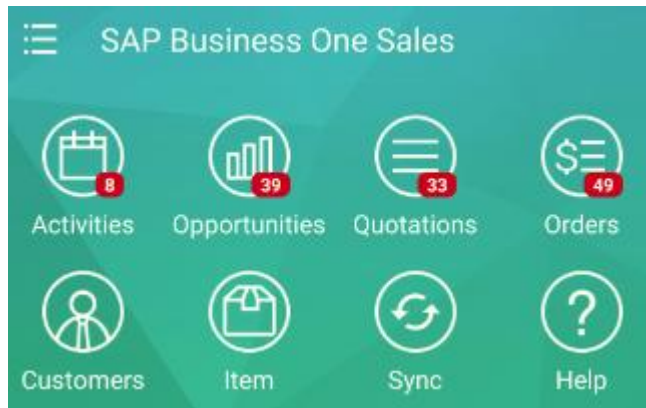 SAP Business One Sales
8 39 33 49
Activities Opportunities Quotations Orders
Customers Item Sync Help